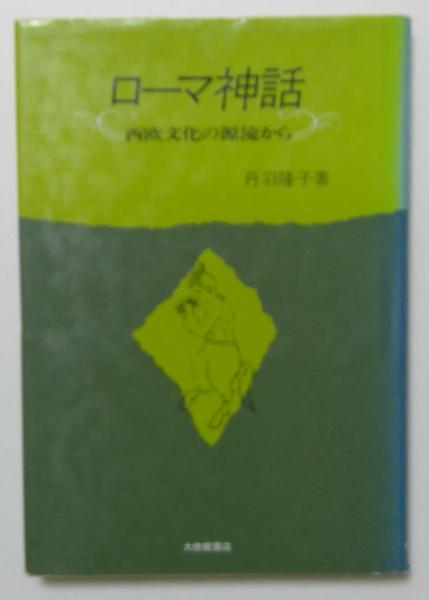 ローマ神話
西欧文化の源流から
丹羽隆子著
大修館書店